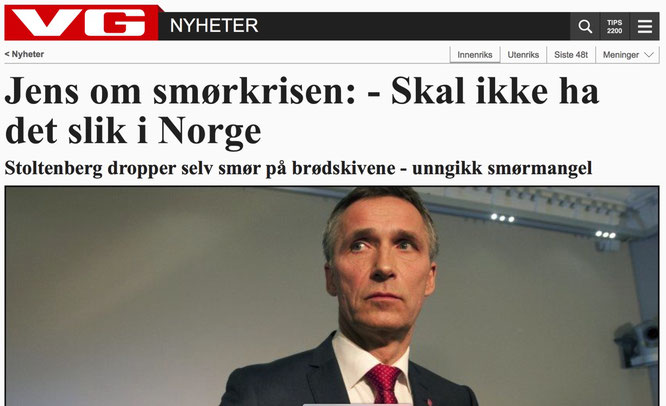 VG NYHETER TIPS
2200
< Nyheter Innenriks Utenriks Siste 48t Meninger
Jens om smørkrisen: - Skal ikke ha
det slik i Norge
Stoltenberg dropper selv smør på brødskivene - unngikk smørmangel